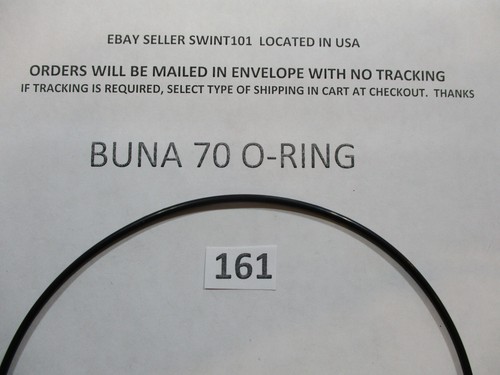 EBAY SELLER SWINT101 LOCATED IN USA
ORDERS WILL BE MAILED IN ENVELOPE WITH NO TRACKING
IF TRACKING IS REQUIRED, SELECT TYPE OF SHIPPING IN CART AT CHECKOUT. THANKS
BUNA 70 O-RING
161